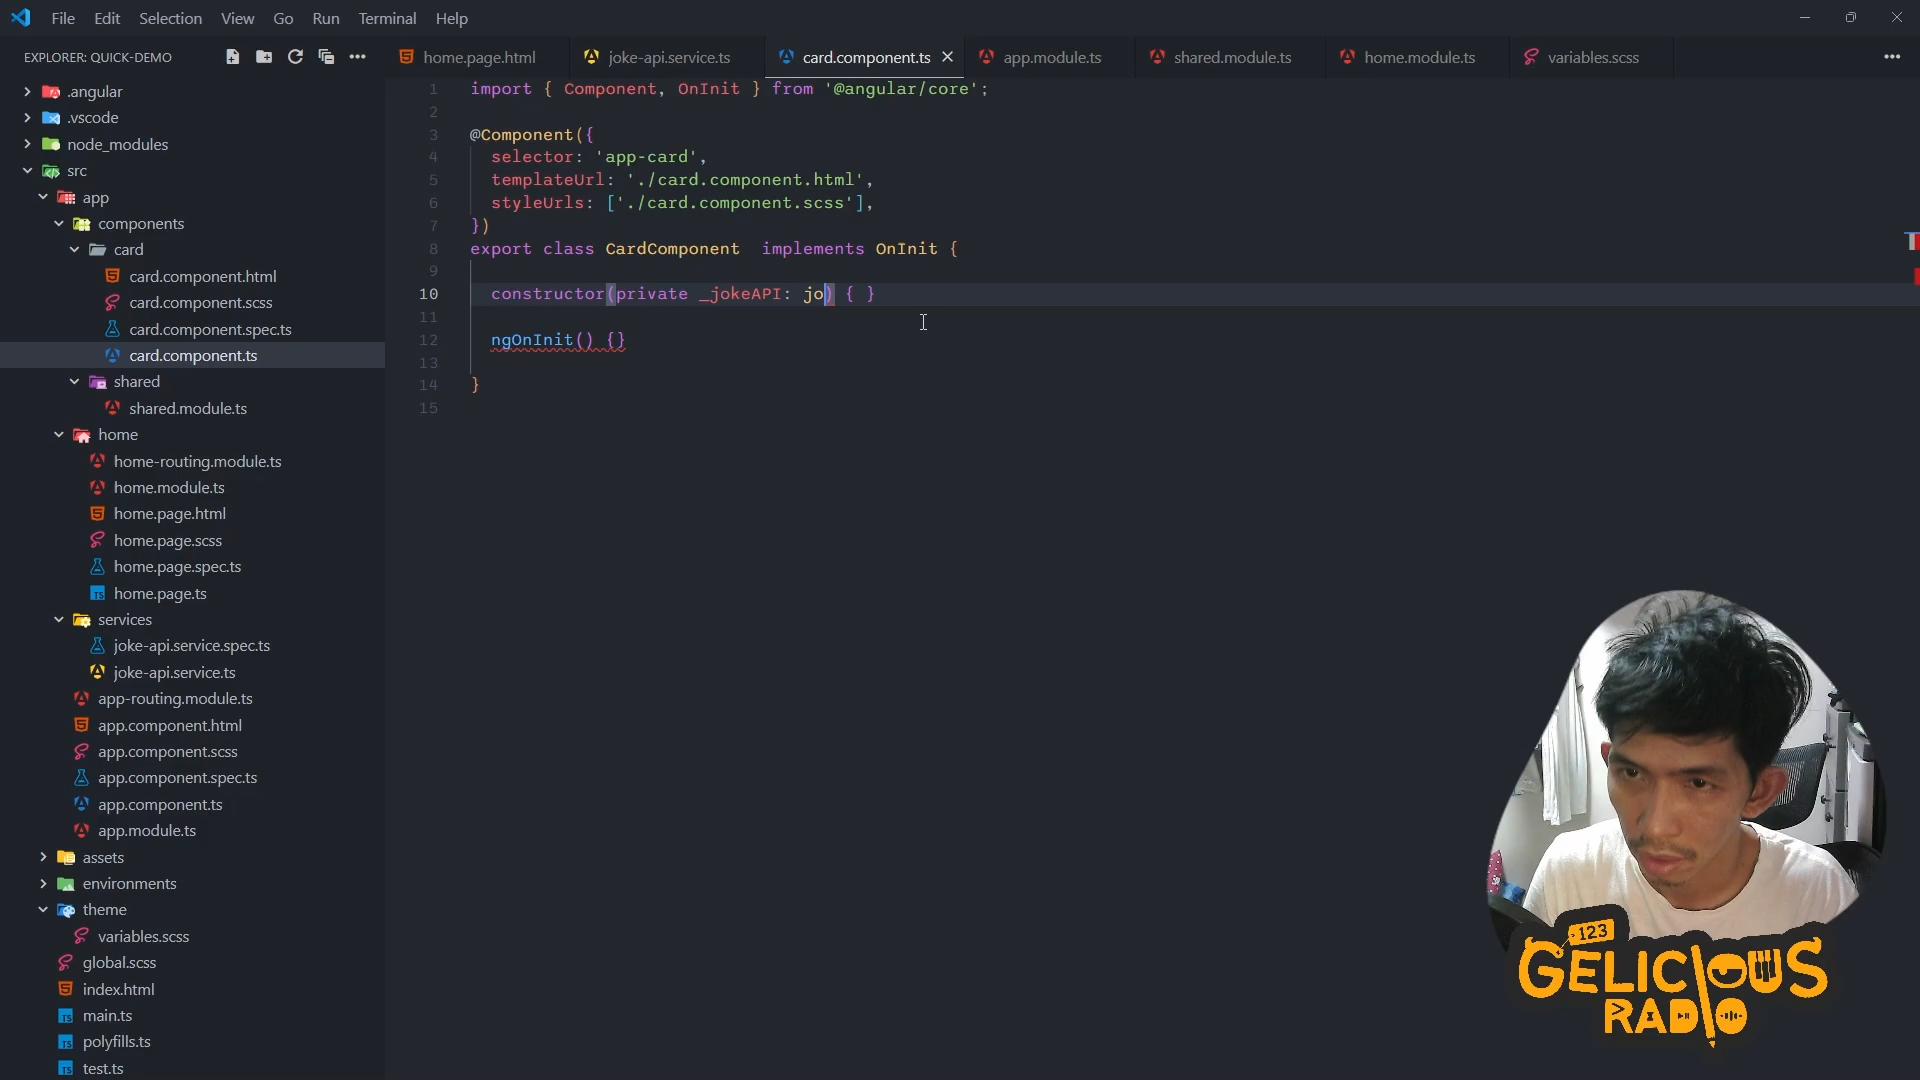 File Edit Selection View Go Run Terminal Help
EXPLORER: QUICK-DEMO
home.page.html joke-api.service.ts card.component.ts app.module.ts shared.module.ts home.module.ts variables.scss
.angular
.vscode
node_modules
src
app
components
card
card.component.html
card.component.scss
card.component.spec.ts
card.component.ts
shared
shared.module.ts
home
home-routing.module.ts
home.module.ts
home.page.html
home.page.scss
home.page.spec.ts
TS home.page.ts
services
joke-api.service.spec.ts
joke-api.service.ts
app-routing.module.ts
app.component.html
app.component.scss
app.component.spec.ts
app.component.ts
app.module.ts
assets
environments
theme
variables.scss
global.scss
index.html
TS main.ts
TS polyfills.ts
TS test.ts
1 import { Component, OnInit } from '@angular/core';
2
3 @Component({
4 selector: 'app-card',
5 templateUrl: './card.component.html',
6 styleUrls: ['./card.component.scss'],
7 })
8 export class CardComponent  implements OnInit {
9
10 constructor(private _jokeAPI: jo) { }
11
12 ngOnInit() {}
13
14 }
15
123
GELICIOUS
RADIO